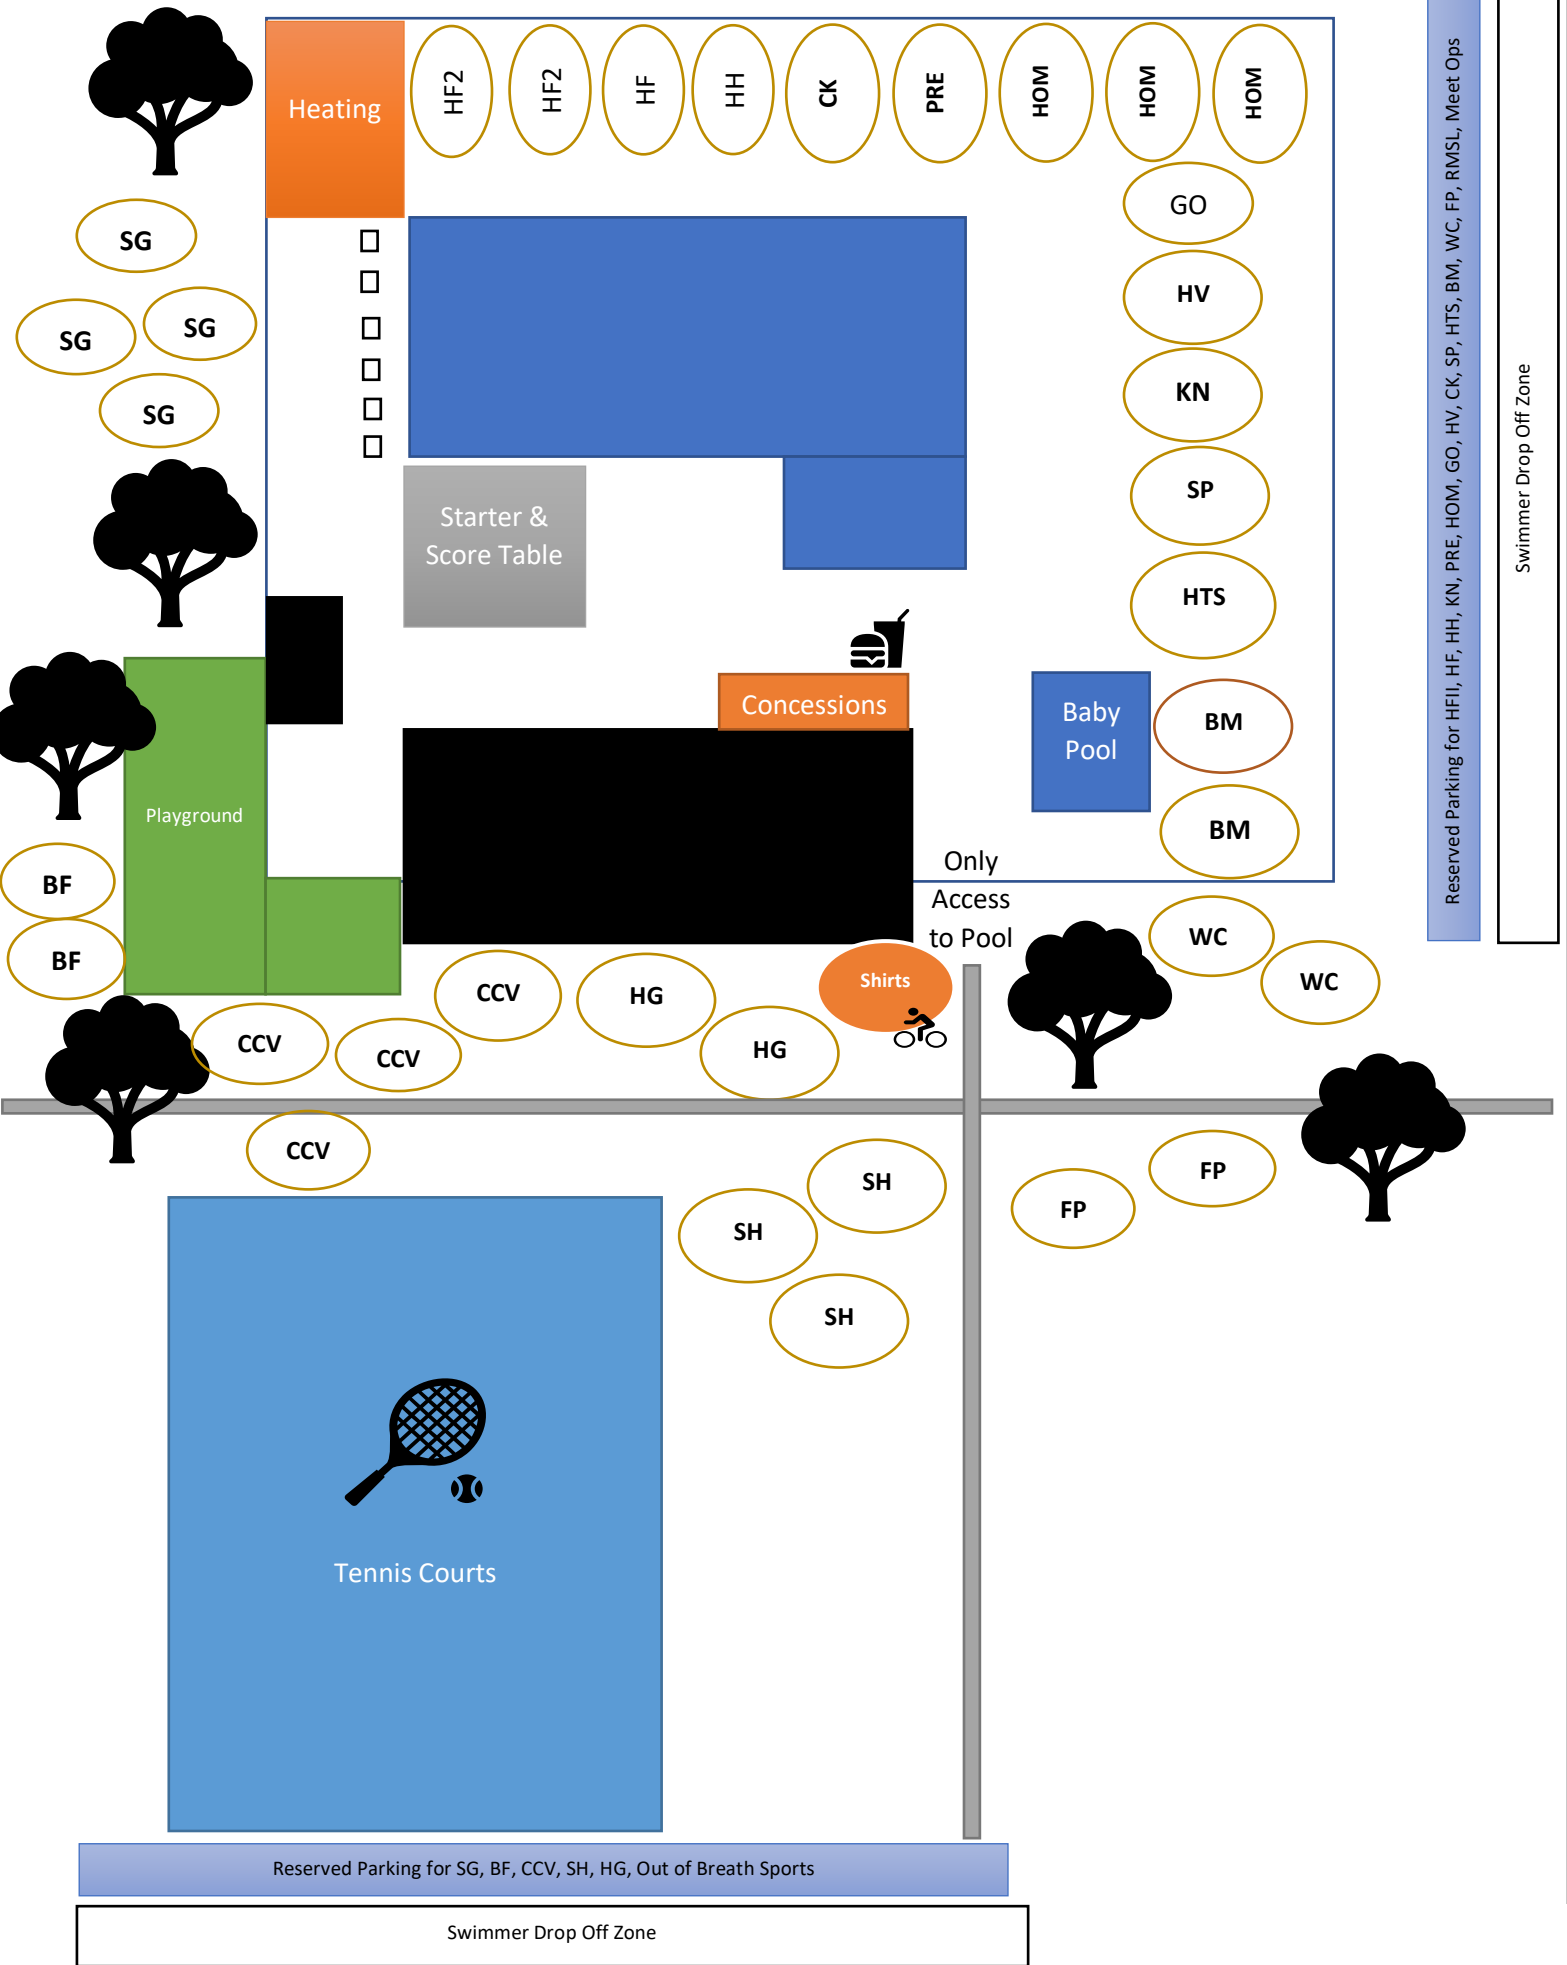 Heating
HF2
HF2
HF
HH
CK
PRE
HOM
HOM
HOM
GO
HV
KN
SP
HTS
BM
BM
SG
SG
SG
SG
Starter &
Score Table
Concessions
Baby
Pool
Playground
Only
Access
to Pool
BF
BF
WC
WC
CCV
HG
Shirts
CCV
CCV
HG
CCV
SH
SH
SH
FP
FP
Tennis Courts
Reserved Parking for HFII, HF, HH, KN, PRE, HOM, GO, HV, CK, SP, HTS, BM, WC, FP, RMSL, Meet Ops
Swimmer Drop Off Zone
Reserved Parking for SG, BF, CCV, SH, HG, Out of Breath Sports
Swimmer Drop Off Zone